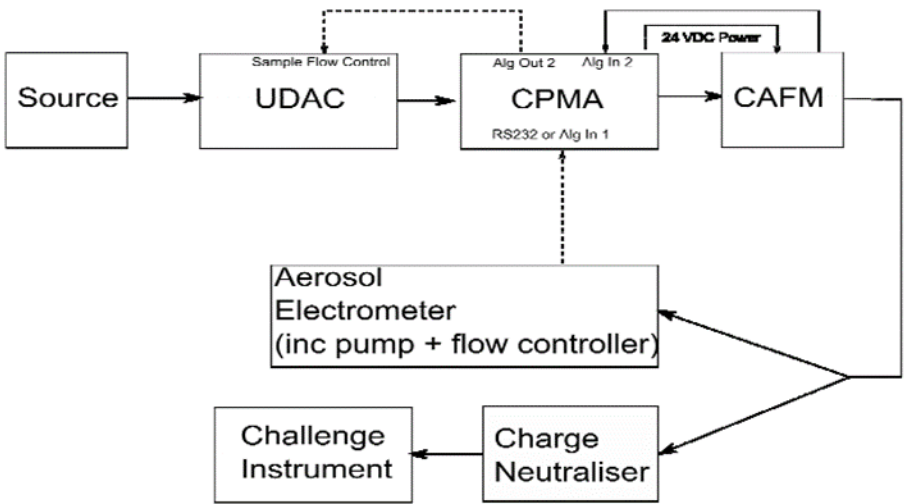 24 VDC Power
Sample Flow Control
Alg Out 2
Alg In 2
Source
UDAC
CPMA
CAFM
RS232 or Alg In 1
Aerosol
Electrometer
(inc pump + flow controller)
Challenge
Instrument
Charge
Neutraliser